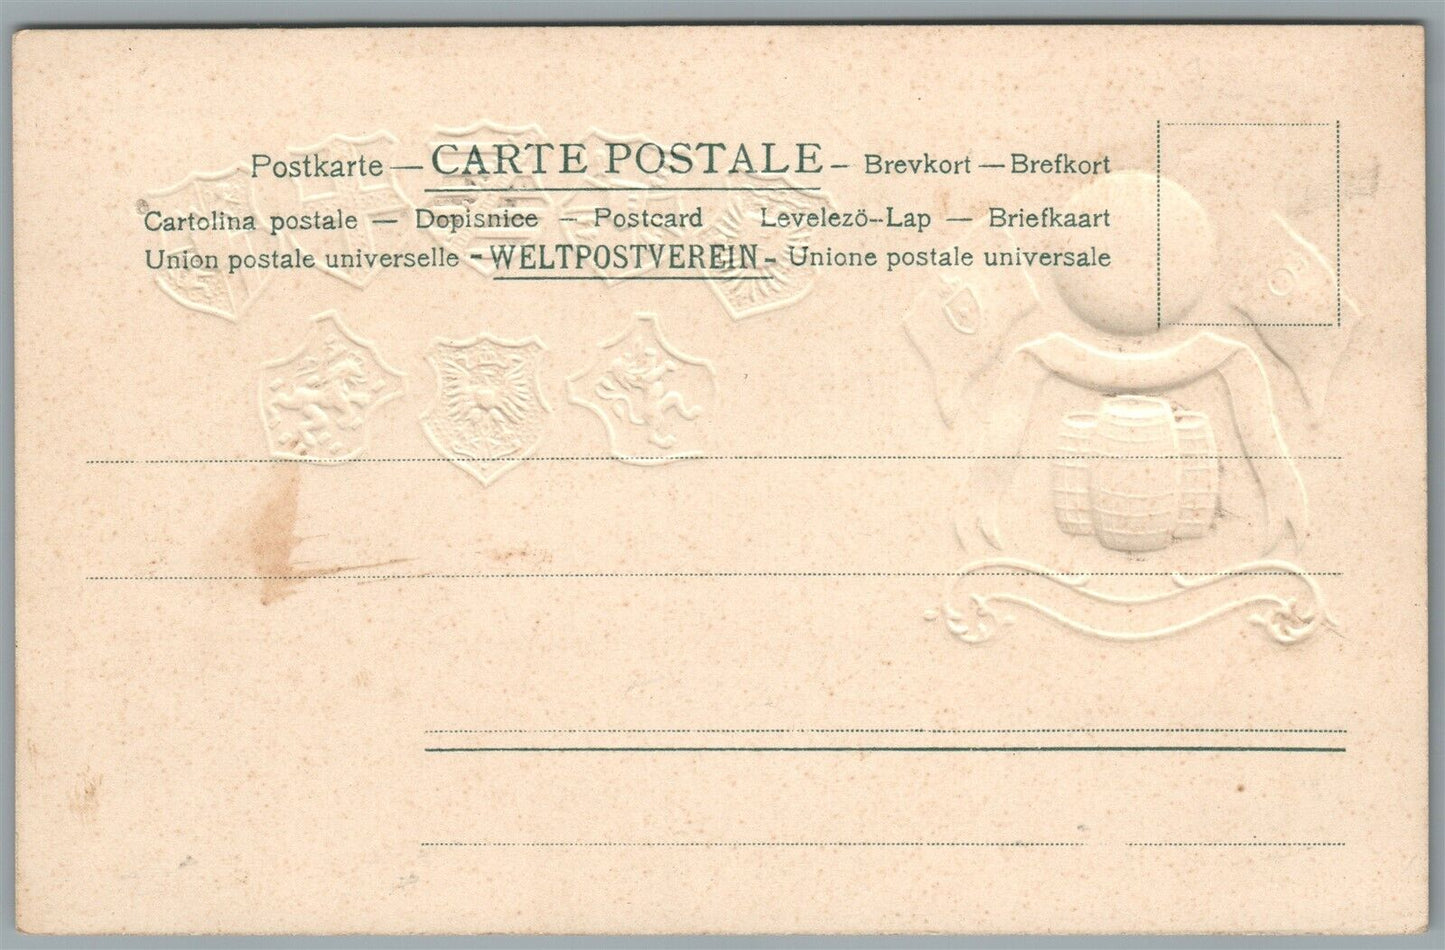 Postkarte — CARTE POSTALE – Brevkort — Brefkort
Cartolina postale — Dopisnice — Postcard Levelezö-Lap — Briefkaart
Union postale universelle - WELTPOSTVEREIN - Unione postale universale